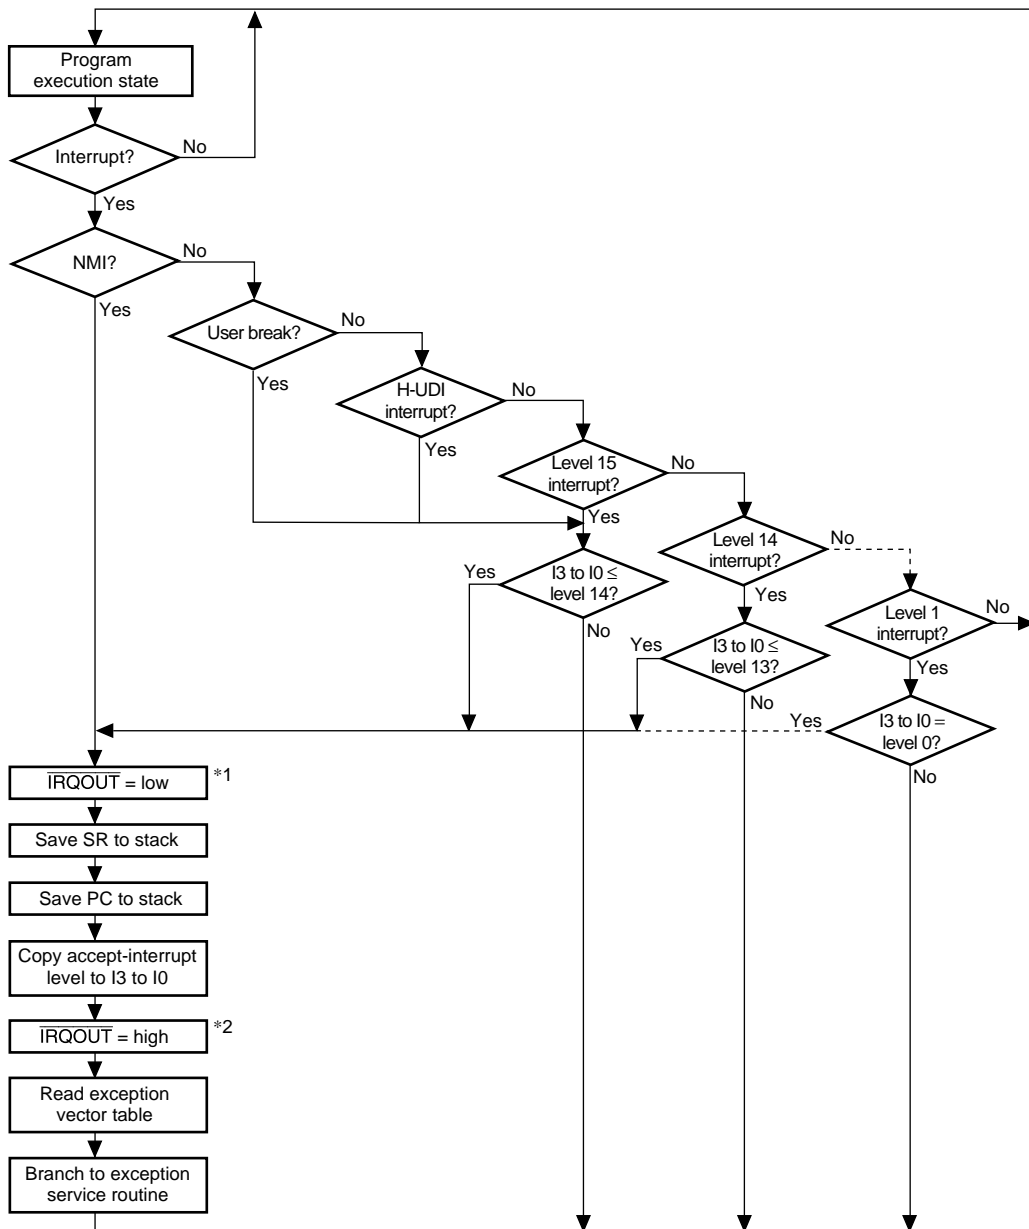 Program
execution state
Interrupt?
No
Yes
NMI?
No
Yes
User break?
No
Yes
H-UDI
interrupt?
No
Yes
Level 15
interrupt?
No
Yes
Level 14
interrupt?
No
Yes
I3 to I0 ≤
level 14?
Yes
No
Level 1
interrupt?
No
Yes
I3 to I0 ≤
level 13?
Yes
No
I3 to I0 =
level 0?
Yes
No
IRQOUT = low
*1
Save SR to stack
Save PC to stack
Copy accept-interrupt
level to I3 to I0
IRQOUT = high
*2
Read exception
vector table
Branch to exception
service routine